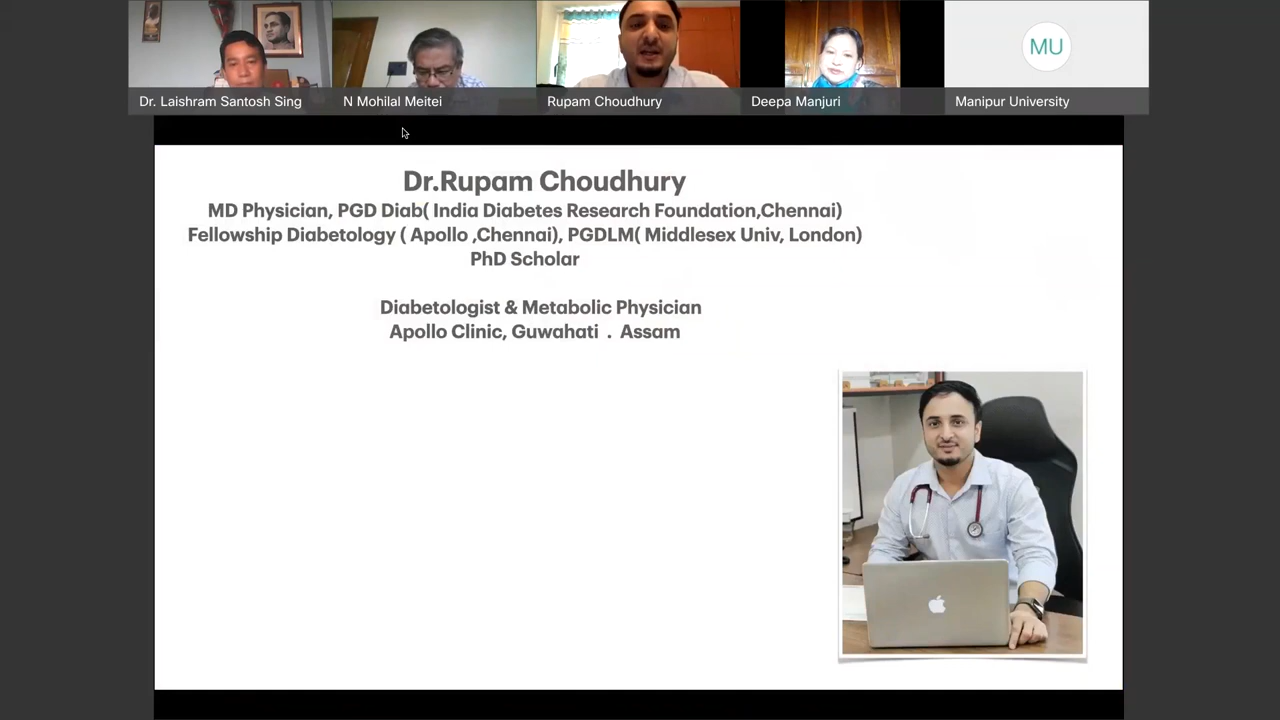 Dr. Laishram Santosh Sing
N Mohilal Meitei
Rupam Choudhury
Deepa Manjuri
MU
Manipur University
Dr.Rupam Choudhury
MD Physician, PGD Diab( India Diabetes Research Foundation,Chennai)
Fellowship Diabetology ( Apollo ,Chennai), PGDLM( Middlesex Univ, London)
PhD Scholar
Diabetologist & Metabolic Physician
Apollo Clinic, Guwahati . Assam